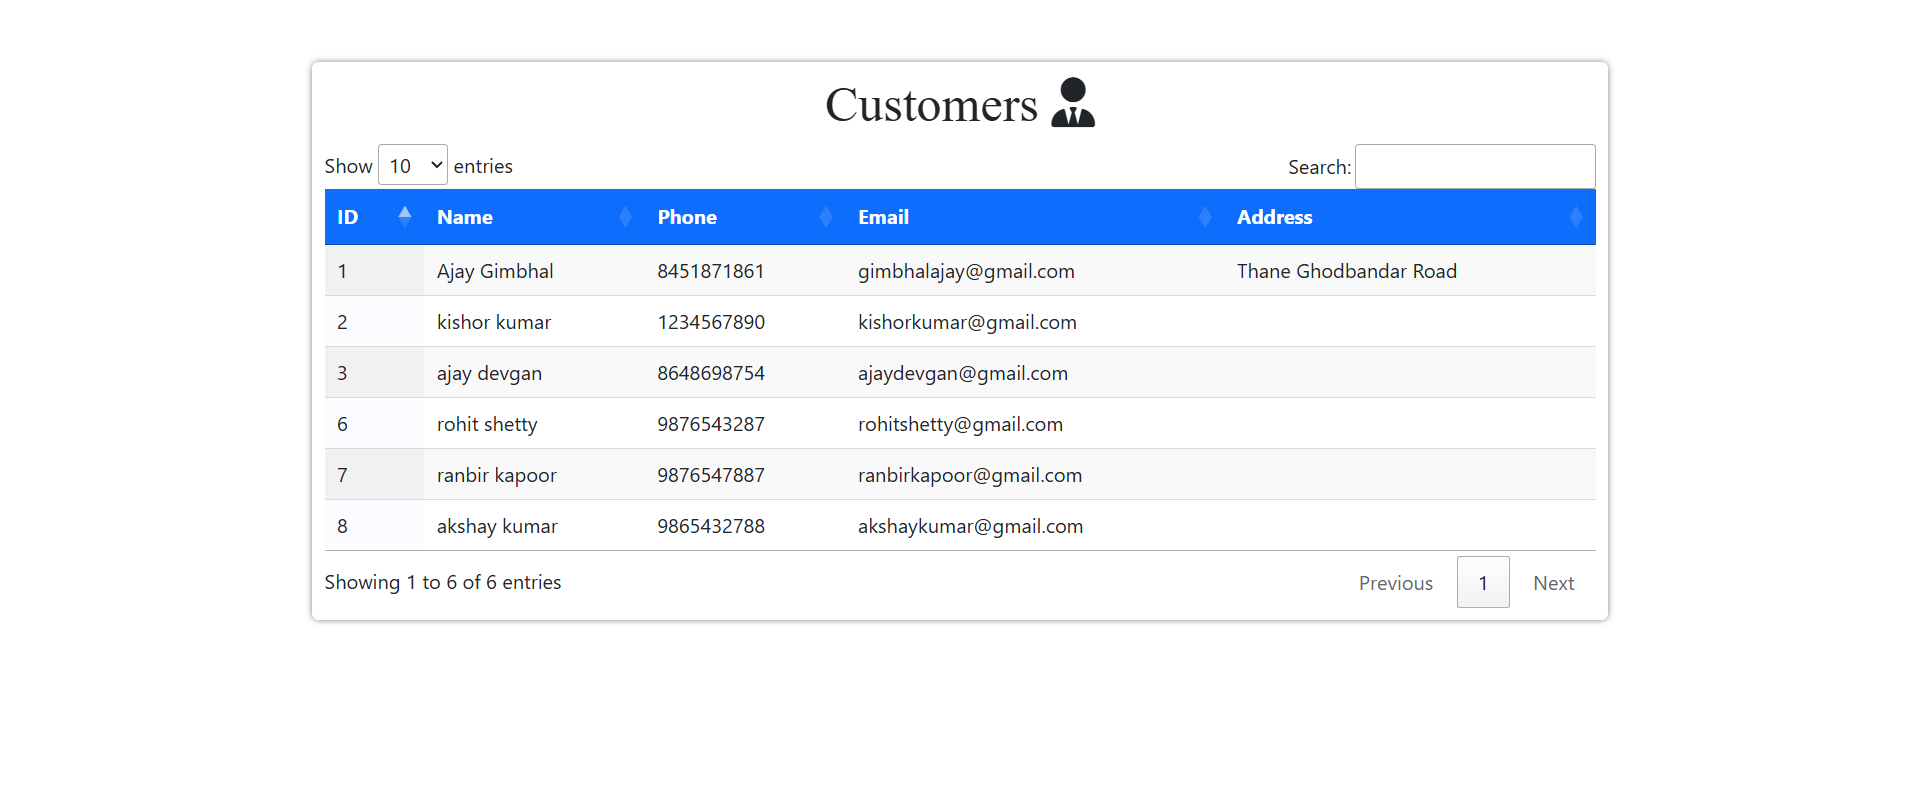 Customers
Show 10 entries Search:
ID Name Phone Email Address
1 Ajay Gimbhal 8451871861 gimbhalajay@gmail.com Thane Ghodbandar Road
2 kishor kumar 1234567890 kishorkumar@gmail.com
3 ajay devgan 8648698754 ajaydevgan@gmail.com
6 rohit shetty 9876543287 rohitshetty@gmail.com
7 ranbir kapoor 9876547887 ranbirkapoor@gmail.com
8 akshay kumar 9865432788 akshaykumar@gmail.com
Showing 1 to 6 of 6 entries Previous 1 Next